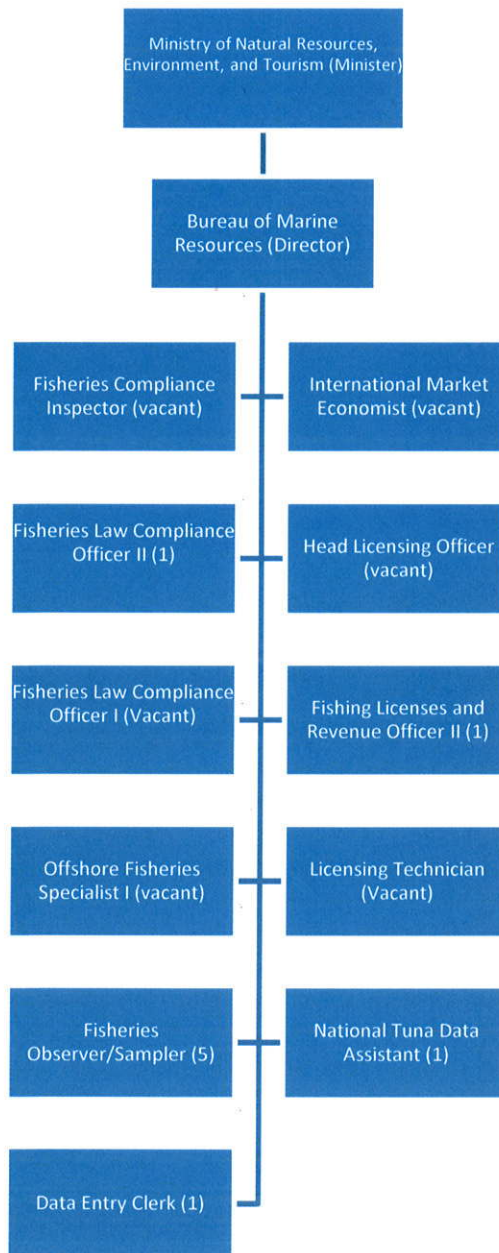 Ministry of Natural Resources,
Environment, and Tourism (Minister)
Bureau of Marine
Resources (Director)
Fisheries Compliance
Inspector (vacant)
International Market
Economist (vacant)
Fisheries Law Compliance
Officer II (1)
Head Licensing Officer
(vacant)
Fisheries Law Compliance
Officer I (Vacant)
Fishing Licenses and
Revenue Officer II (1)
Offshore Fisheries
Specialist I (vacant)
Licensing Technician
(Vacant)
Fisheries
Observer/Sampler (5)
National Tuna Data
Assistant (1)
Data Entry Clerk (1)